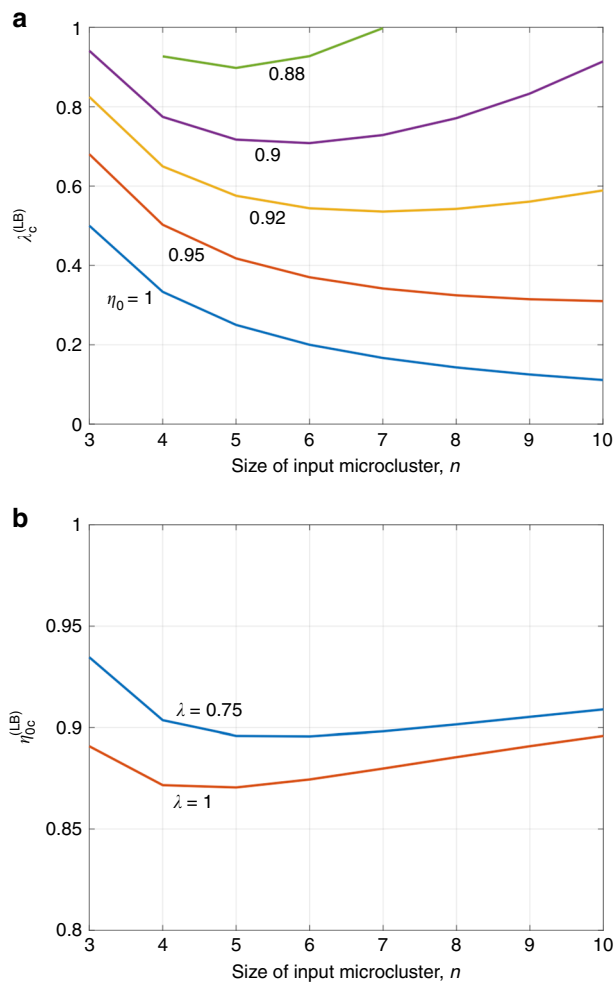 a
1
0.8
0.6
0.4
0.2
0
λc(LB)
0.88
0.9
0.92
0.95
η0 = 1
3 4 5 6 7 8 9 10
Size of input microcluster, n
b
1
0.95
0.9
0.85
0.8
η0c(LB)
λ = 0.75
λ = 1
3 4 5 6 7 8 9 10
Size of input microcluster, n